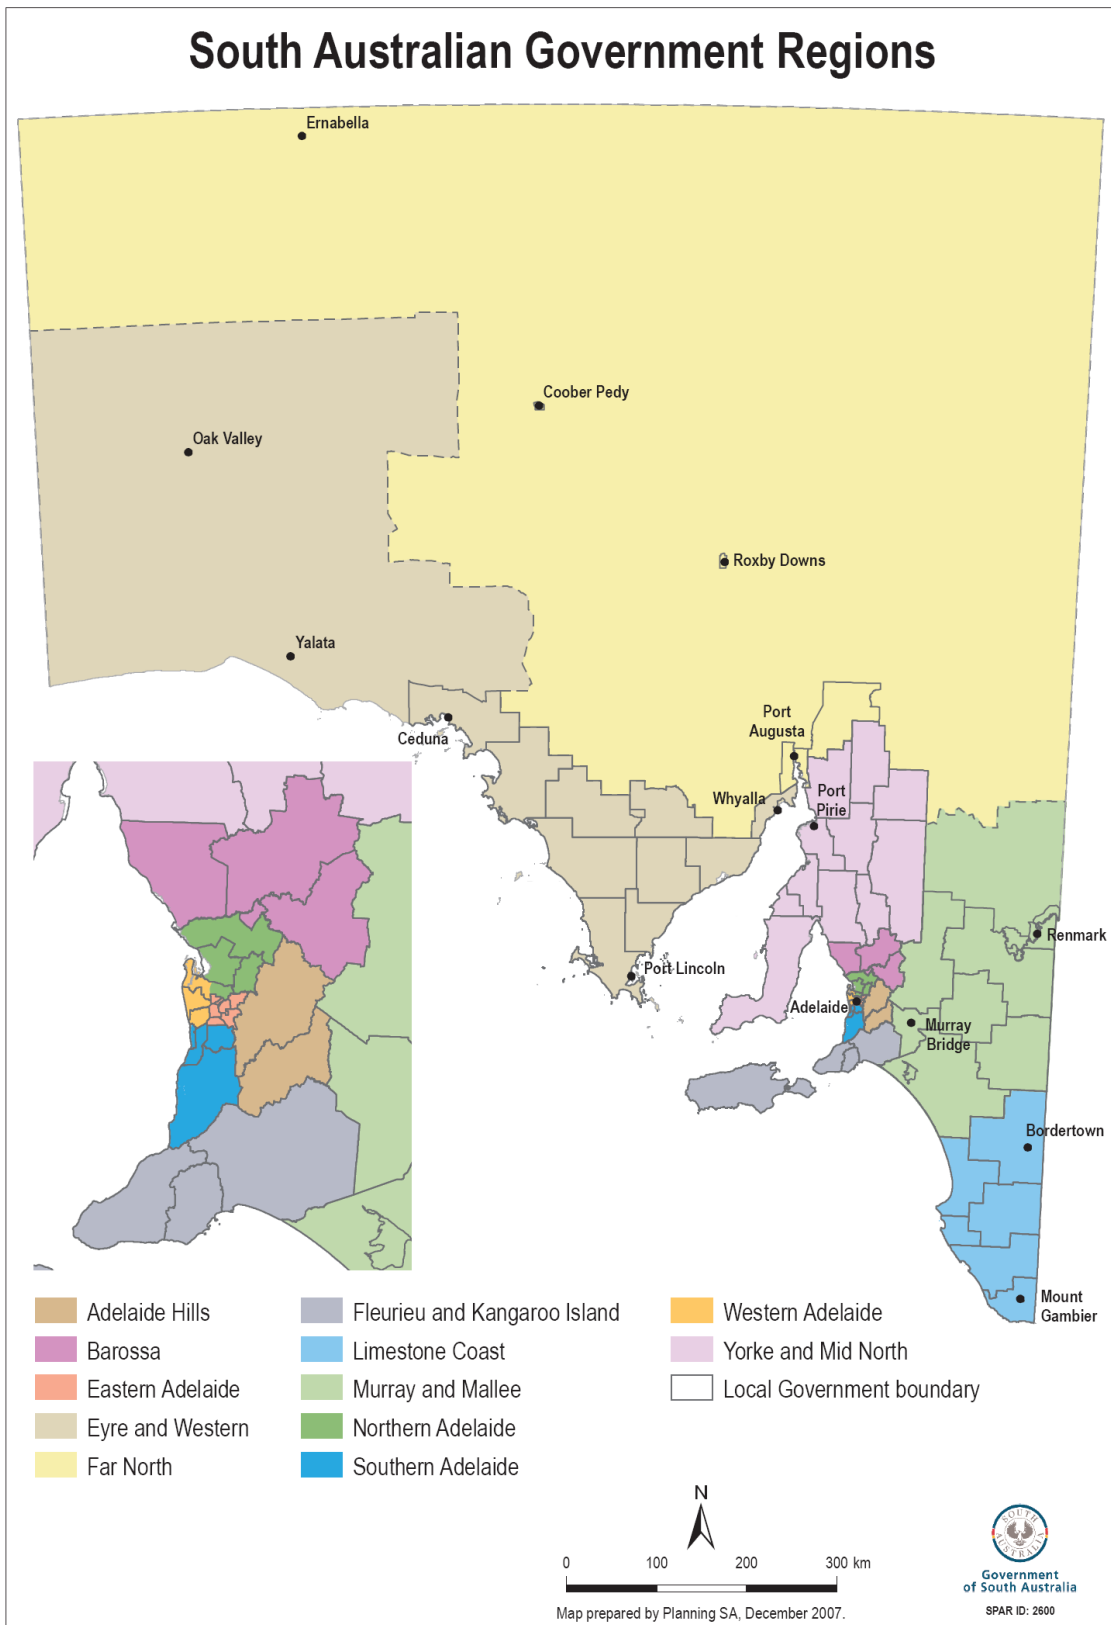 South Australian Government Regions
Ernabella
Coober Pedy
Oak Valley
Roxby Downs
Yalata
Port
Augusta
Ceduna
Whyalla
Port
Pirie
Renmark
Port Lincoln
Adelaide
Murray
Bridge
Bordertown
Mount
Gambier
Adelaide Hills
Barossa
Eastern Adelaide
Eyre and Western
Far North
Fleurieu and Kangaroo Island
Limestone Coast
Murray and Mallee
Northern Adelaide
Southern Adelaide
Western Adelaide
Yorke and Mid North
Local Government boundary
N
0 100 200 300 km
Map prepared by Planning SA, December 2007.
SOUTH
AUSTRALIA
Government
of South Australia
SPAR ID: 2600